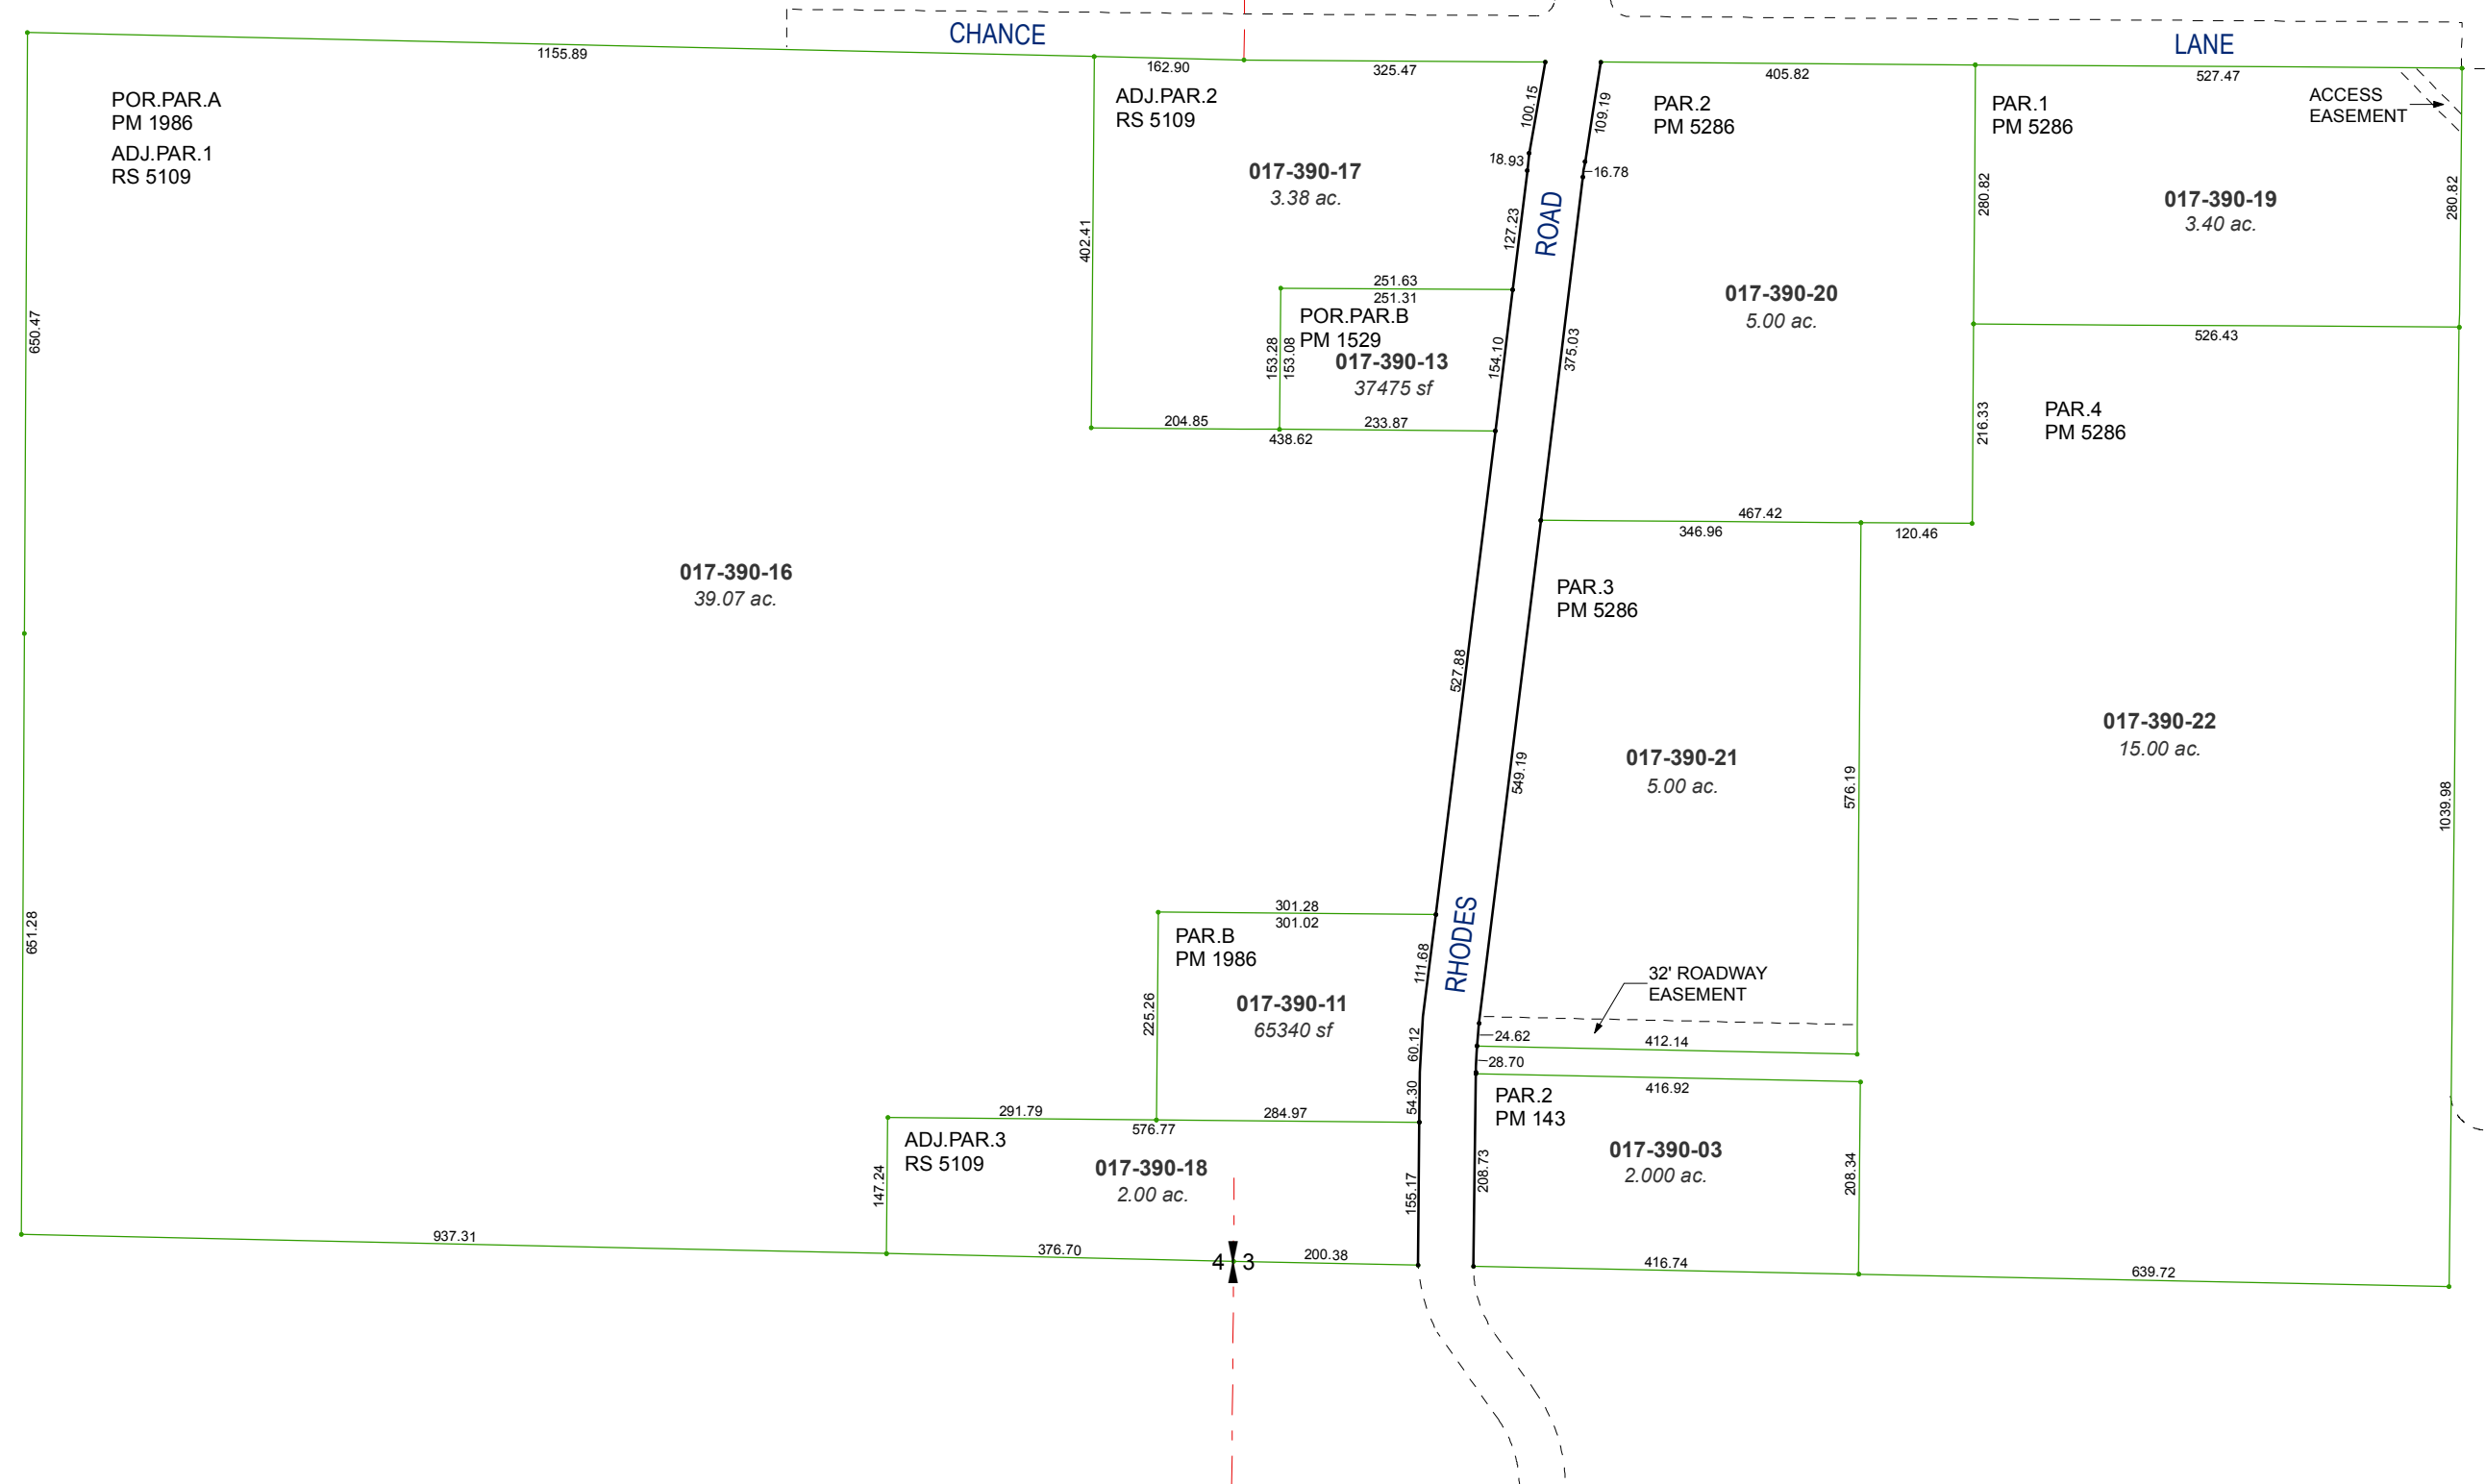 CHANCE
LANE
1155.89
162.90
325.47
405.82
527.47
POR.PAR.A
PM 1986
ADJ.PAR.1
RS 5109
ADJ.PAR.2
RS 5109
100.15
109.19
PAR.2
PM 5286
PAR.1
PM 5286
ACCESS
EASEMENT
18.93
16.78
017-390-17
3.38 ac.
402.41
127.23
ROAD
280.82
017-390-19
3.40 ac.
280.82
251.63
251.31
POR.PAR.B
PM 1529
017-390-13
37475 sf
153.28
153.08
154.10
375.03
017-390-20
5.00 ac.
650.47
526.43
216.33
PAR.4
PM 5286
204.85
233.87
438.62
467.42
346.96
120.46
017-390-16
39.07 ac.
PAR.3
PM 5286
527.88
549.19
017-390-21
5.00 ac.
576.19
017-390-22
15.00 ac.
1039.98
651.28
301.28
301.02
PAR.B
PM 1986
017-390-11
65340 sf
225.26
111.68
RHODES
32' ROADWAY
EASEMENT
60.12
24.62
412.14
28.70
54.30
416.92
291.79
284.97
576.77
ADJ.PAR.3
RS 5109
017-390-18
2.00 ac.
147.24
155.17
PAR.2
PM 143
017-390-03
2.000 ac.
208.73
208.34
937.31
376.70
4 3
200.38
416.74
639.72